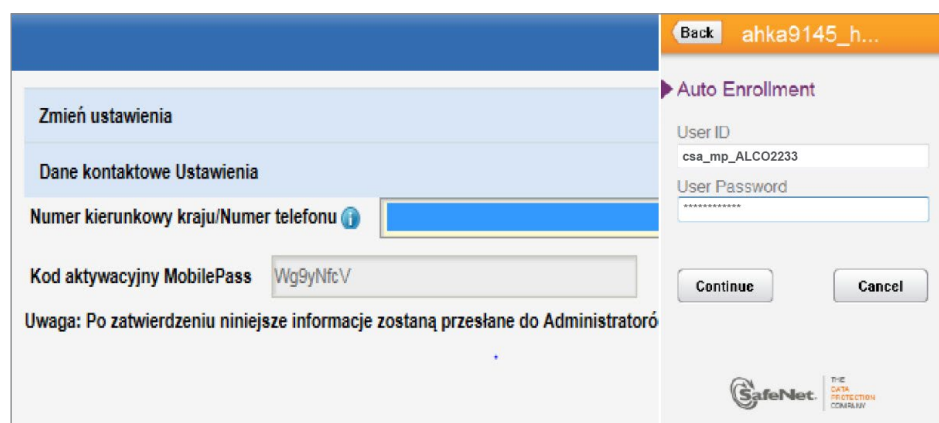 Zmień ustawienia
Dane kontaktowe Ustawienia
Numer kierunkowy kraju/Numer telefonu i
Kod aktywacyjny MobilePass Wg9yNfcV
Uwaga: Po zatwierdzeniu niniejsze informacje zostaną przesłane do Administratoró
Back ahka9145_h...
Auto Enrollment
User ID
csa_mp_ALCO2233
User Password
************
Continue Cancel
SafeNet. THE
DATA
PROTECTION
COMPANY